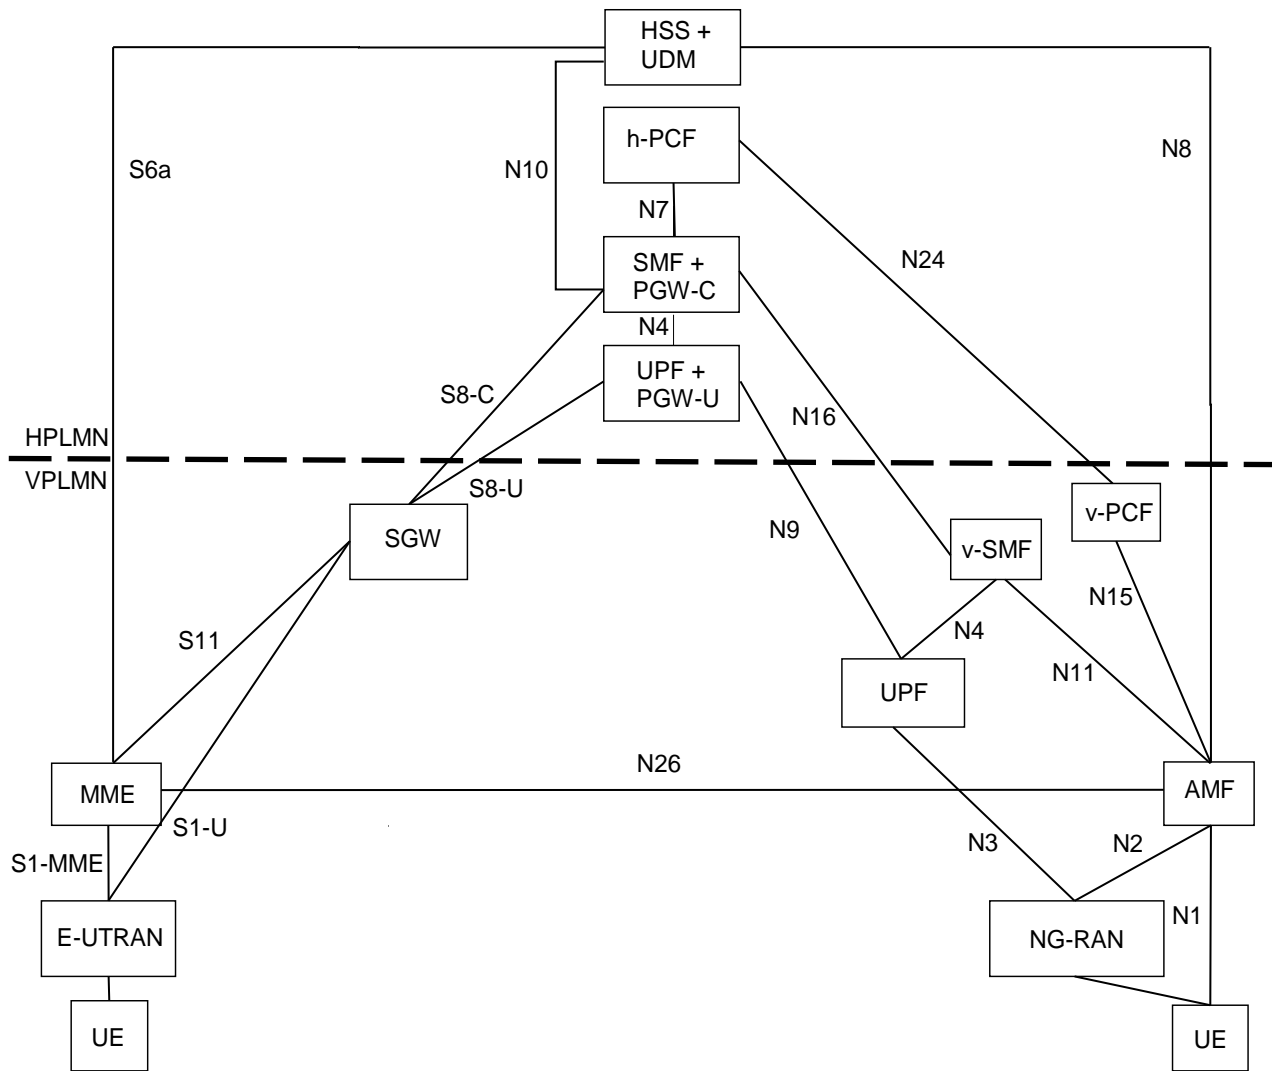 HSS +
UDM
h-PCF
N8
S6a
N10
N7
N24
SMF +
PGW-C
N4
UPF +
PGW-U
S8-C
N16
HPLMN
VPLMN
S8-U
v-PCF
N9
SGW
v-SMF
N15
S11
N4
N11
UPF
N26
MME
AMF
S1-U
N3
N2
S1-MME
N1
E-UTRAN
NG-RAN
UE
UE